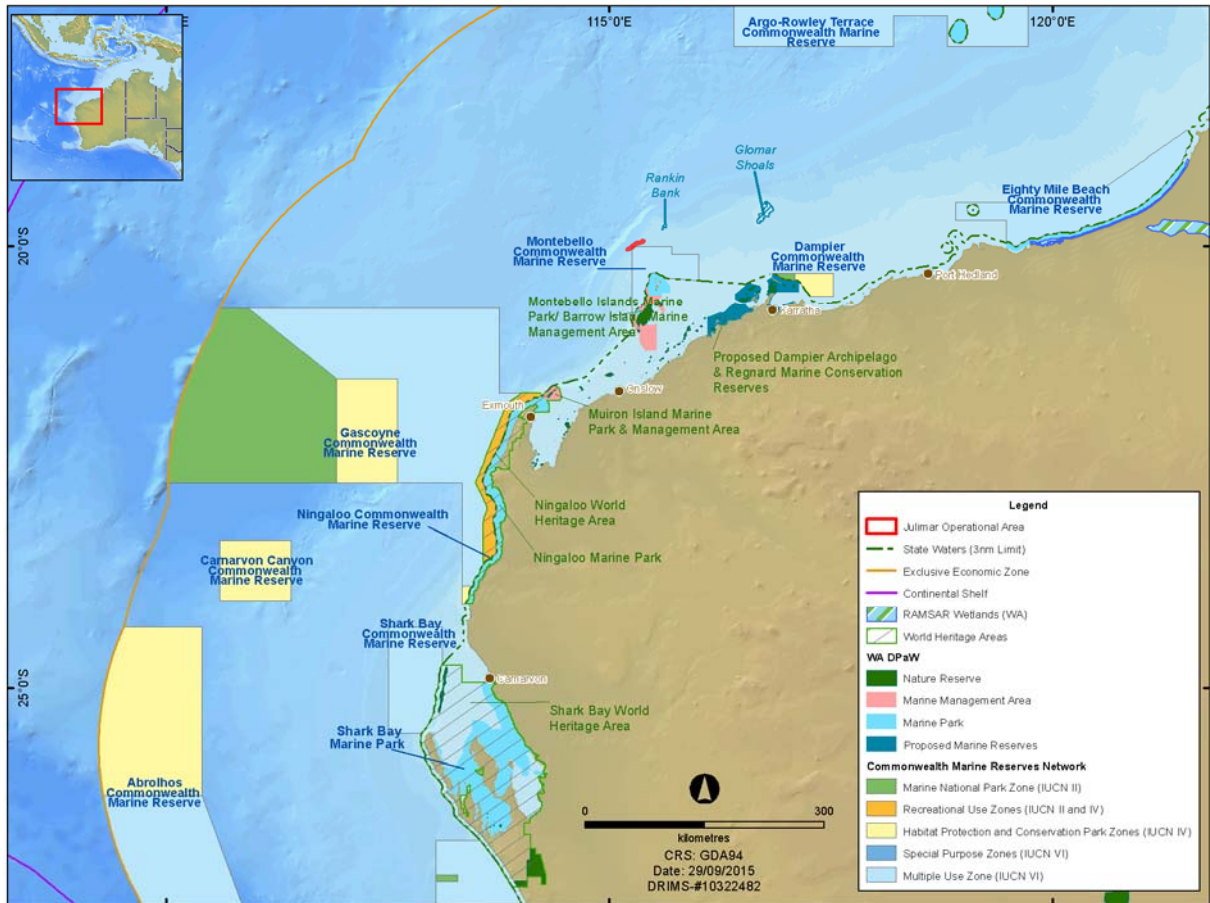 115°0'E
120°0'E
Argo-Rowley Terrace
Commonwealth Marine
Reserve
Glomar
Shoals
Rankin
Bank
Eighty Mile Beach
Commonwealth
Marine Reserve
20°0'S
20°0'S
Montebello
Commonwealth
Marine Reserve
Dampier
Commonwealth
Marine Reserve
Port Hedland
Montebello Islands Marine
Park/ Barrow Island Marine
Management Area
Karratha
Proposed Dampier Archipelago
& Regnard Marine Conservation
Reserves
Onslow
Exmouth
Muiron Island Marine
Park & Management Area
Gascoyne
Commonwealth
Marine Reserve
Ningaloo World
Heritage Area
Ningaloo Commonwealth
Marine Reserve
Ningaloo Marine Park
Carnarvon Canyon
Commonwealth
Marine Reserve
Shark Bay
Commonwealth
Marine Reserve
25°0'S
25°0'S
Carnarvon
Shark Bay World
Heritage Area
Shark Bay
Marine Park
Abrolhos
Commonwealth
Marine Reserve
0
300
kilometres
CRS: GDA94
Date: 29/09/2015
DRIMS-#10322482
Legend
Julimar Operational Area
State Waters (3nm Limit)
Exclusive Economic Zone
Continental Shelf
RAMSAR Wetlands (WA)
World Heritage Areas
WA DPaW
Nature Reserve
Marine Management Area
Marine Park
Proposed Marine Reserves
Commonwealth Marine Reserves Network
Marine National Park Zone (IUCN II)
Recreational Use Zones (IUCN II and IV)
Habitat Protection and Conservation Park Zones (IUCN IV)
Special Purpose Zones (IUCN VI)
Multiple Use Zone (IUCN VI)
115°0'E
120°0'E